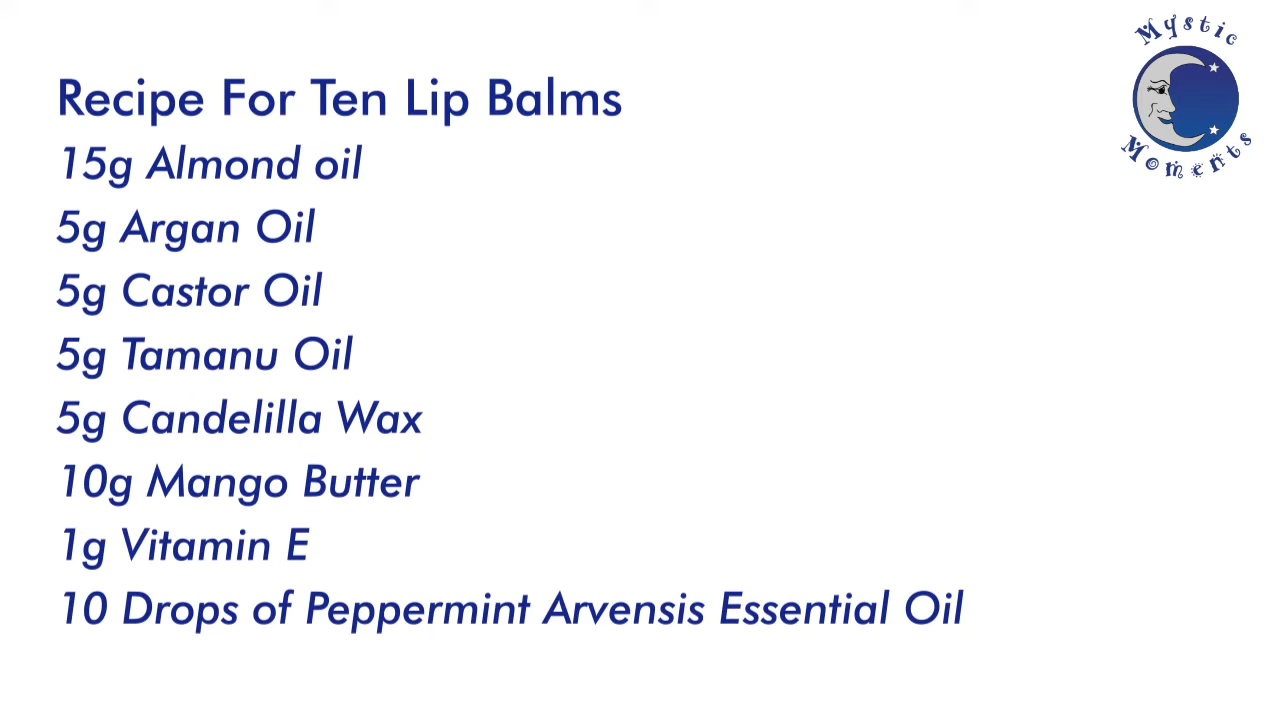 Mystic
Moments
Recipe For Ten Lip Balms
15g Almond oil
5g Argan Oil
5g Castor Oil
5g Tamanu Oil
5g Candelilla Wax
10g Mango Butter
1g Vitamin E
10 Drops of Peppermint Arvensis Essential Oil